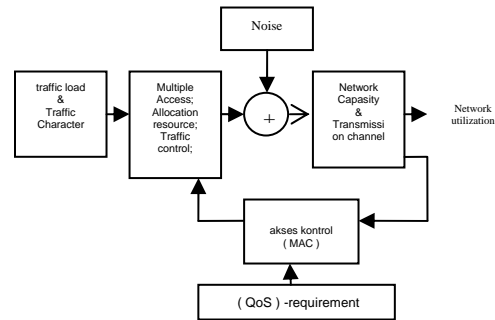 Noise
traffic load
&
Traffic
Character
Multiple
Access;
Allocation
resource;
Traffic
control;
+
Network
Capasity
&
Transmissi
on channel
Network
utilization
akses kontrol
( MAC )
( QoS ) -requirement